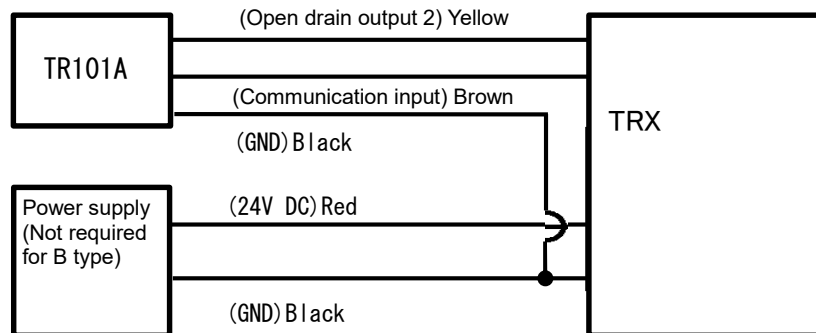 (Open drain output 2) Yellow
TR101A
(Communication input) Brown
TRX
(GND)Black
Power supply
(Not required
for B type)
(24V DC)Red
(GND)Black